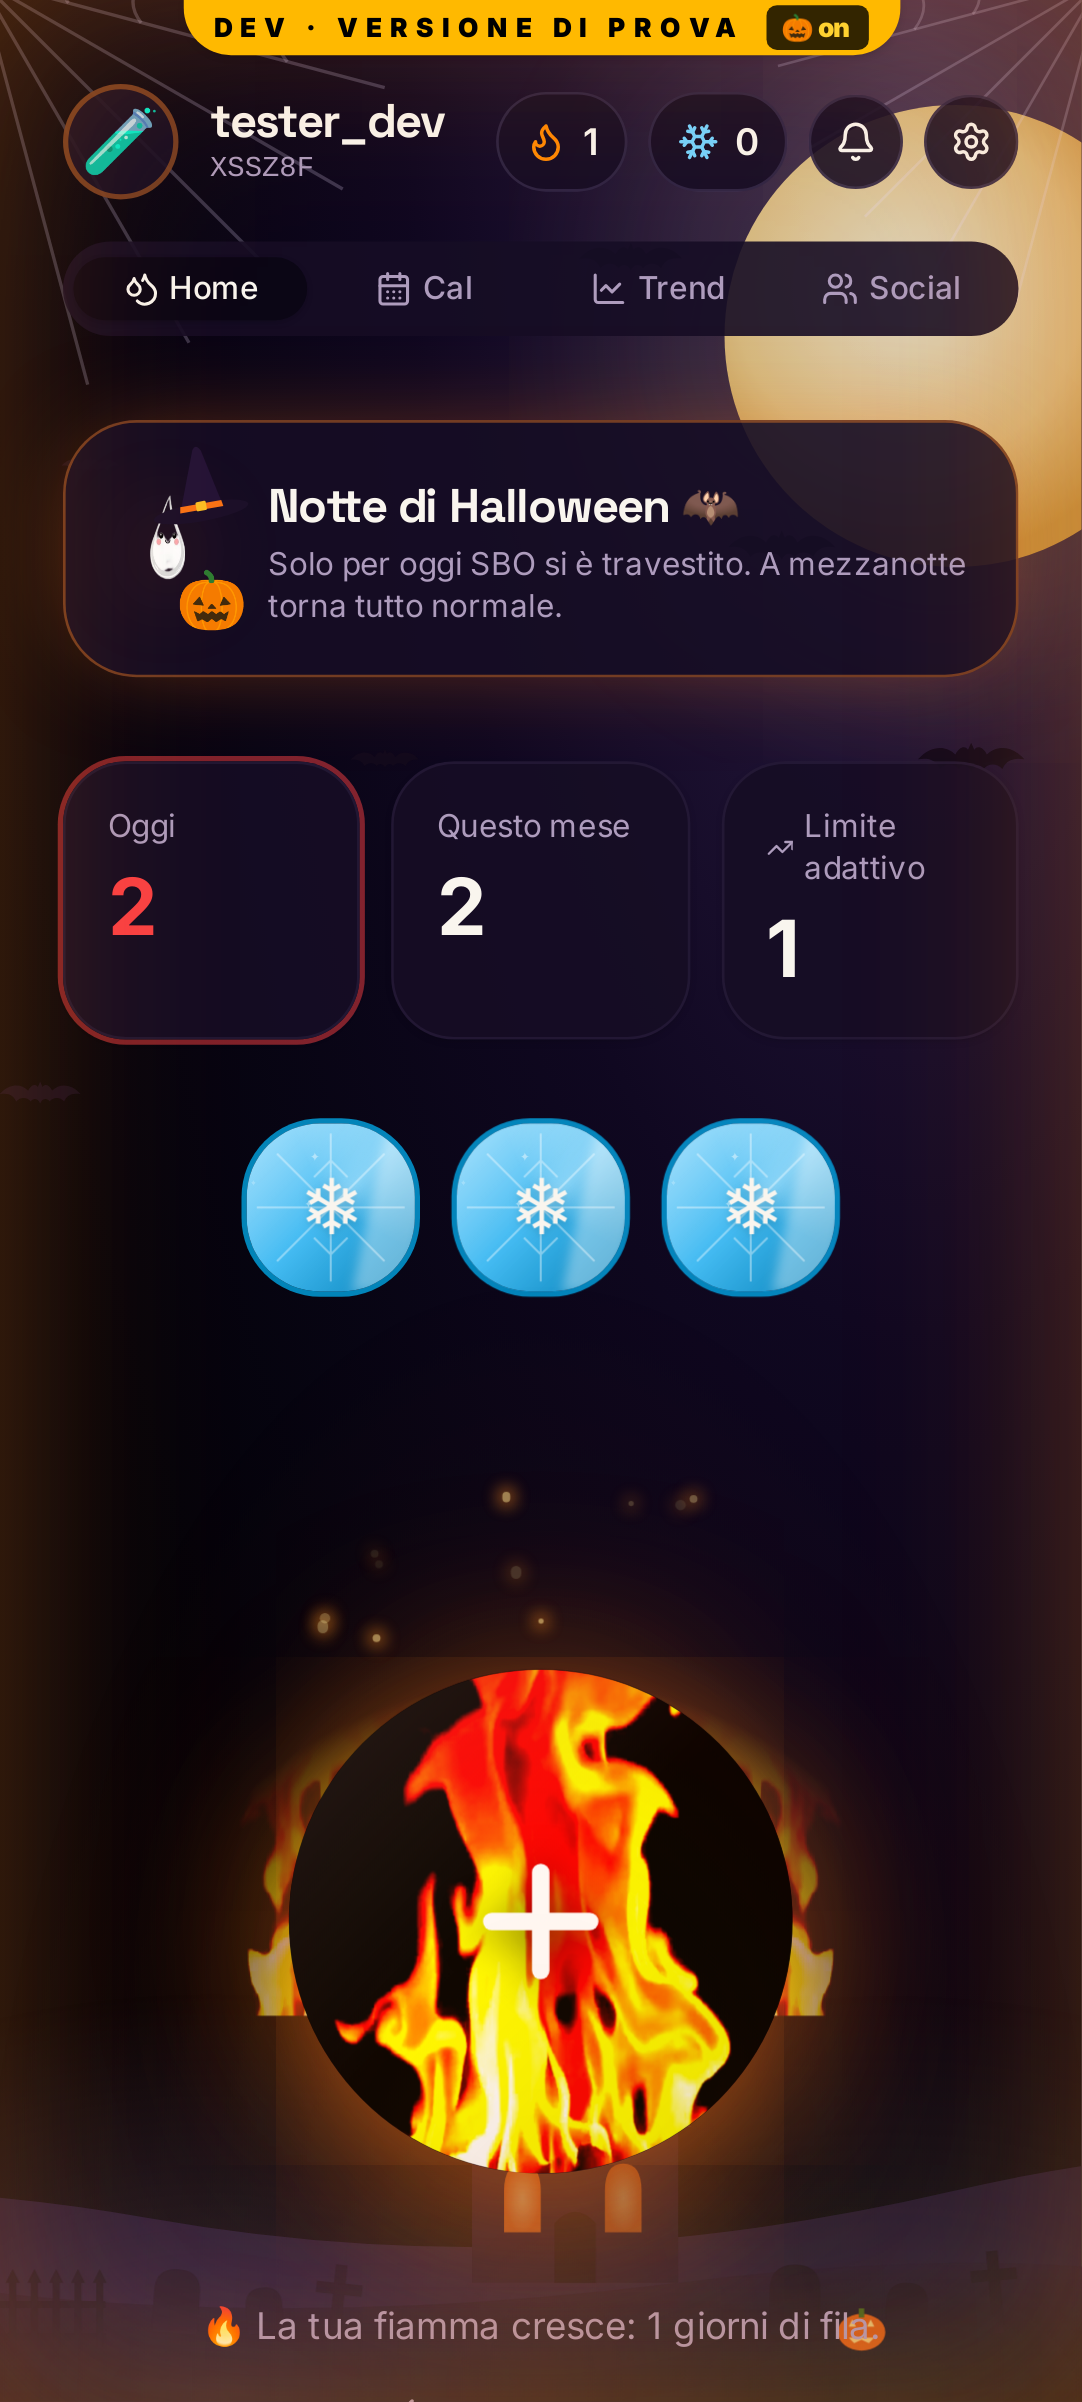 DEV · VERSIONE DI PROVA 🎃 on
tester_dev
XSSZ8F
1
0
Home
Cal
Trend
Social
Notte di Halloween 🦇
Solo per oggi SBO si è travestito. A mezzanotte
torna tutto normale.
Oggi
2
Questo mese
2
Limite
adattivo
1
🔥 La tua fiamma cresce: 1 giorni di fila.